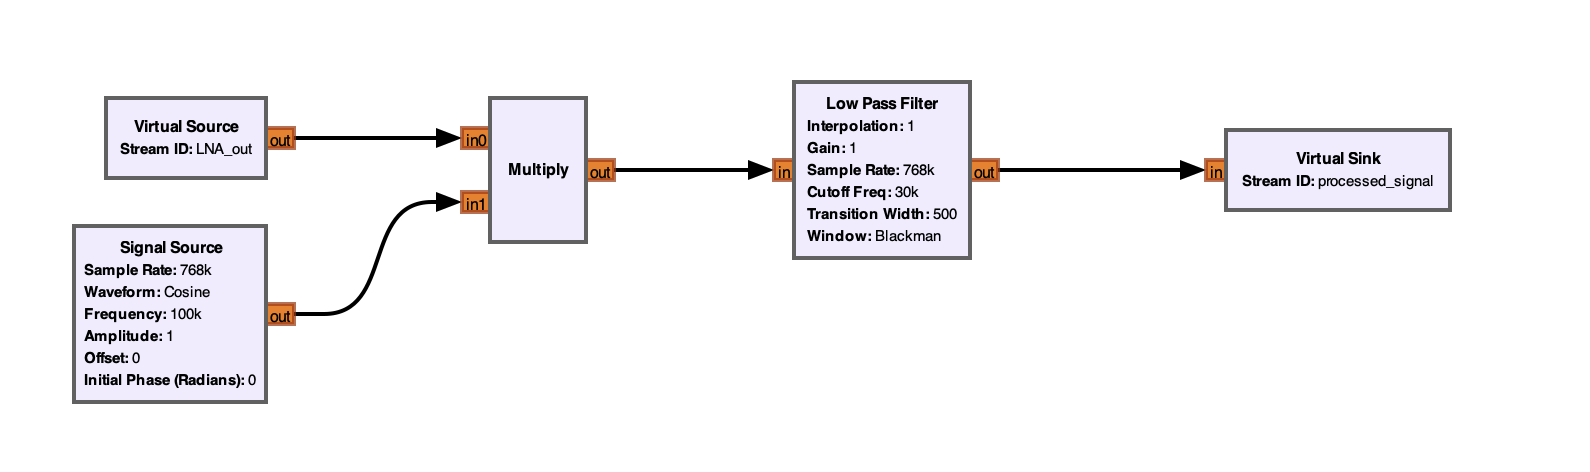 Virtual Source
Stream ID: LNA_out
out
Signal Source
Sample Rate: 768k
Waveform: Cosine
Frequency: 100k
Amplitude: 1
Offset: 0
Initial Phase (Radians): 0
out
in0
in1
Multiply
out
in
Low Pass Filter
Interpolation: 1
Gain: 1
Sample Rate: 768k
Cutoff Freq: 30k
Transition Width: 500
Window: Blackman
out
in
Virtual Sink
Stream ID: processed_signal